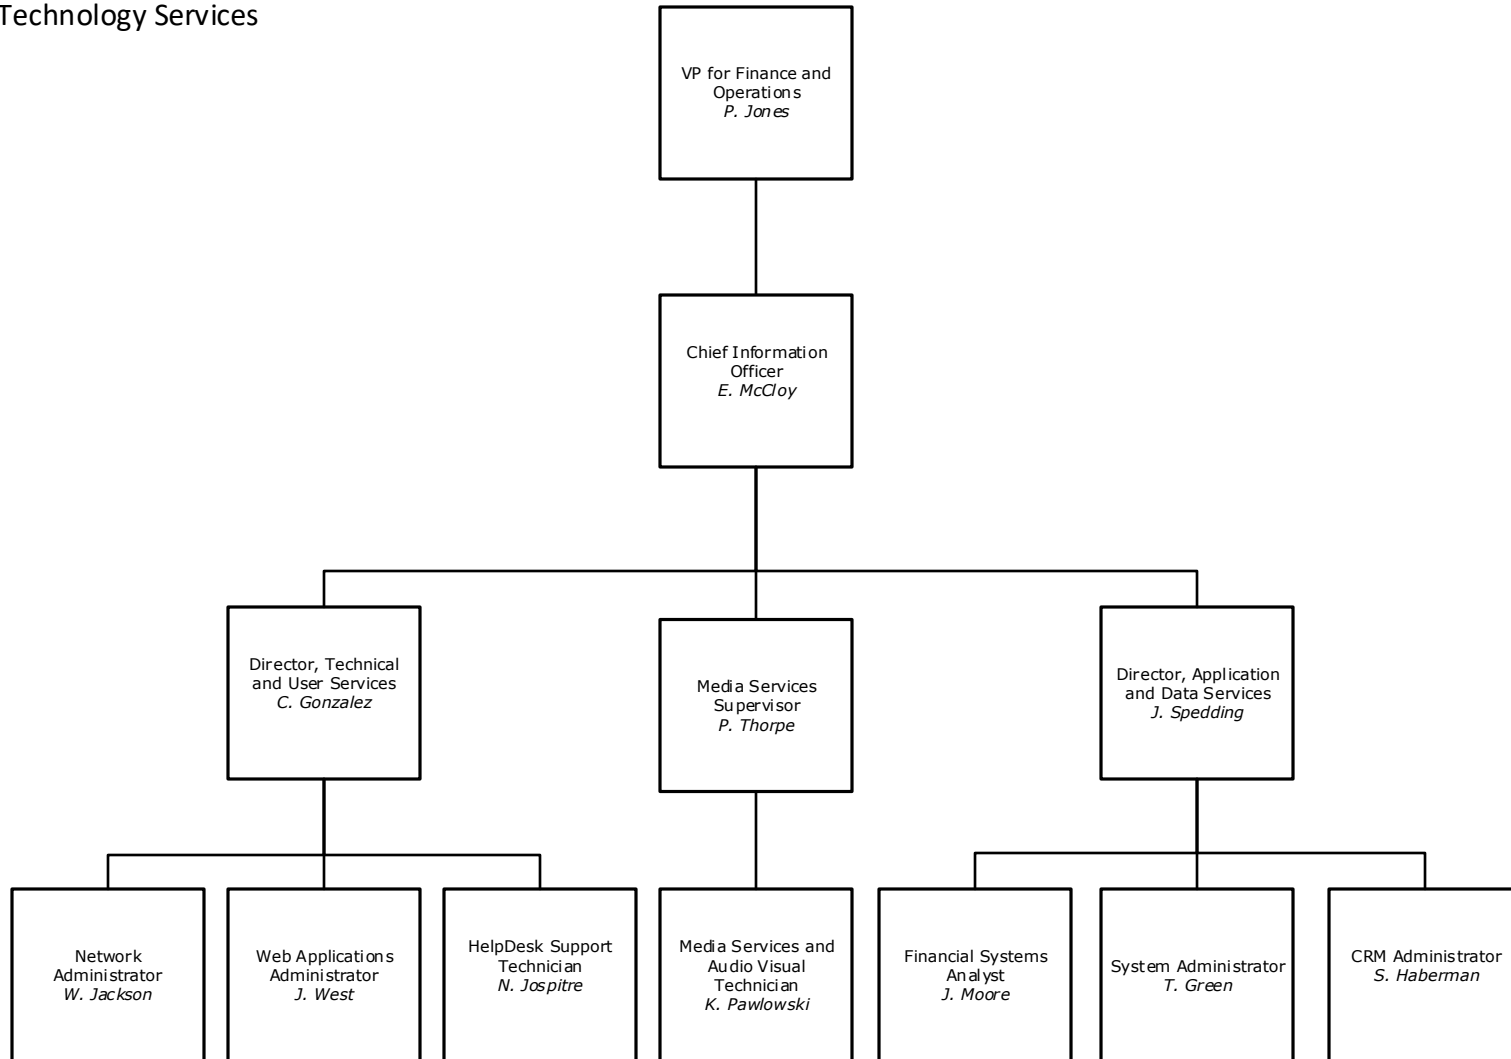 Technology Services
VP for Finance and
Operations
P. Jones
Chief Information
Officer
E. McCloy
Director, Technical
and User Services
C. Gonzalez
Media Services
Supervisor
P. Thorpe
Director, Application
and Data Services
J. Spedding
Network
Administrator
W. Jackson
Web Applications
Administrator
J. West
HelpDesk Support
Technician
N. Jospitre
Media Services and
Audio Visual
Technician
K. Pawlowski
Financial Systems
Analyst
J. Moore
System Administrator
T. Green
CRM Administrator
S. Haberman